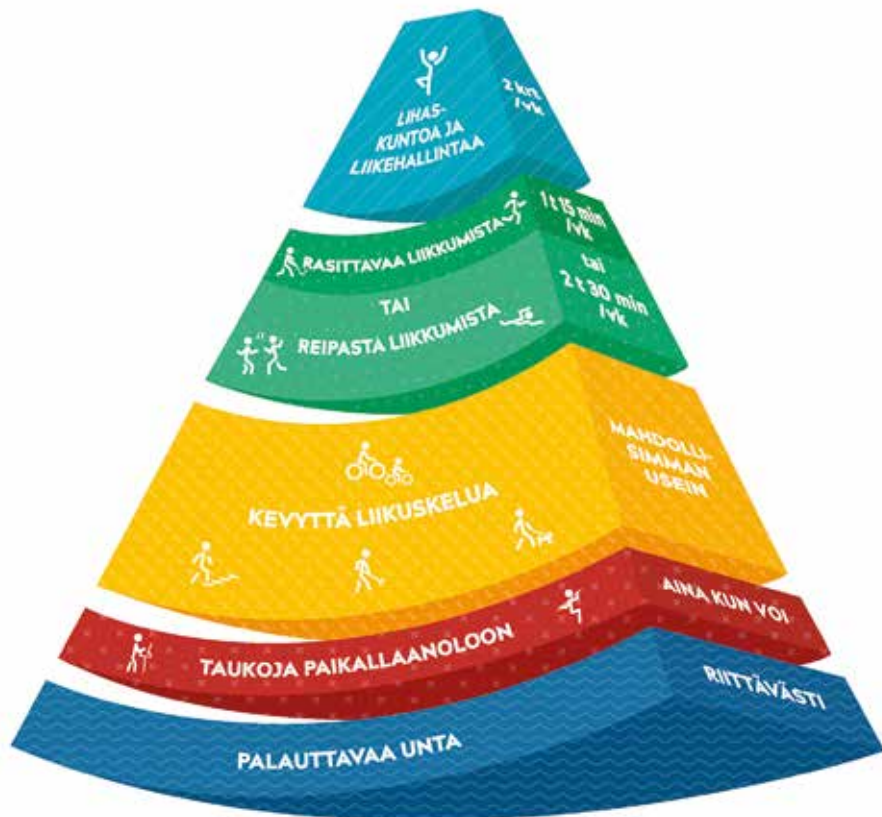 LIHAS-
KUNTOA JA
LIIKEHALLINTAA
2 krt
/vk
RASITTAVAA LIIKKUMISTA
1 t 15 min
/vk
TAI
tai
REIPASTA LIIKKUMISTA
2 t 30 min
/vk
KEVYTTÄ LIIKUSKELUA
MAHDOLLI-
SIMMAN
USEIN
TAUKOJA PAIKALLAANOLOON
AINA KUN VOI
PALAUTTAVAA UNTA
RIITTÄVÄSTI